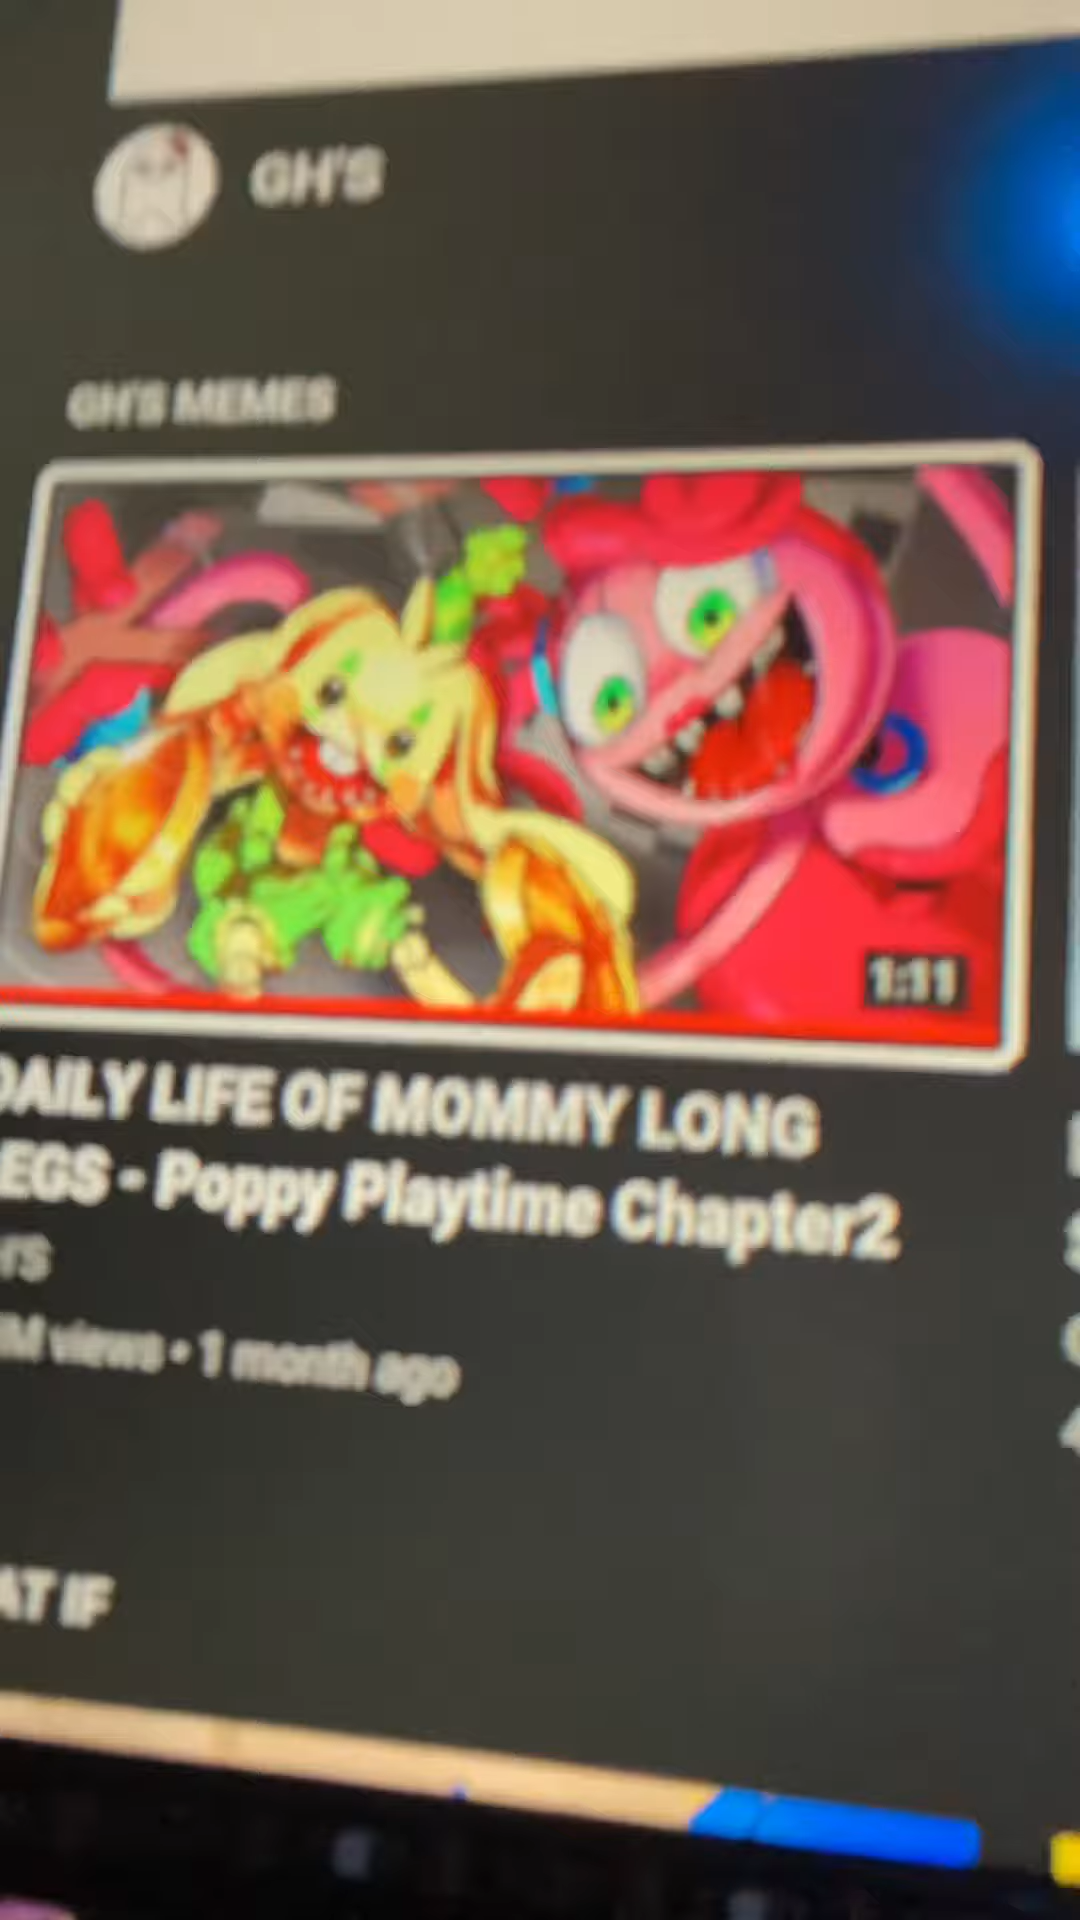 GH'S
GH'S MEMES
1:11
DAILY LIFE OF MOMMY LONG
EGS - Poppy Playtime Chapter2
M views • 1 month ago
AT IF